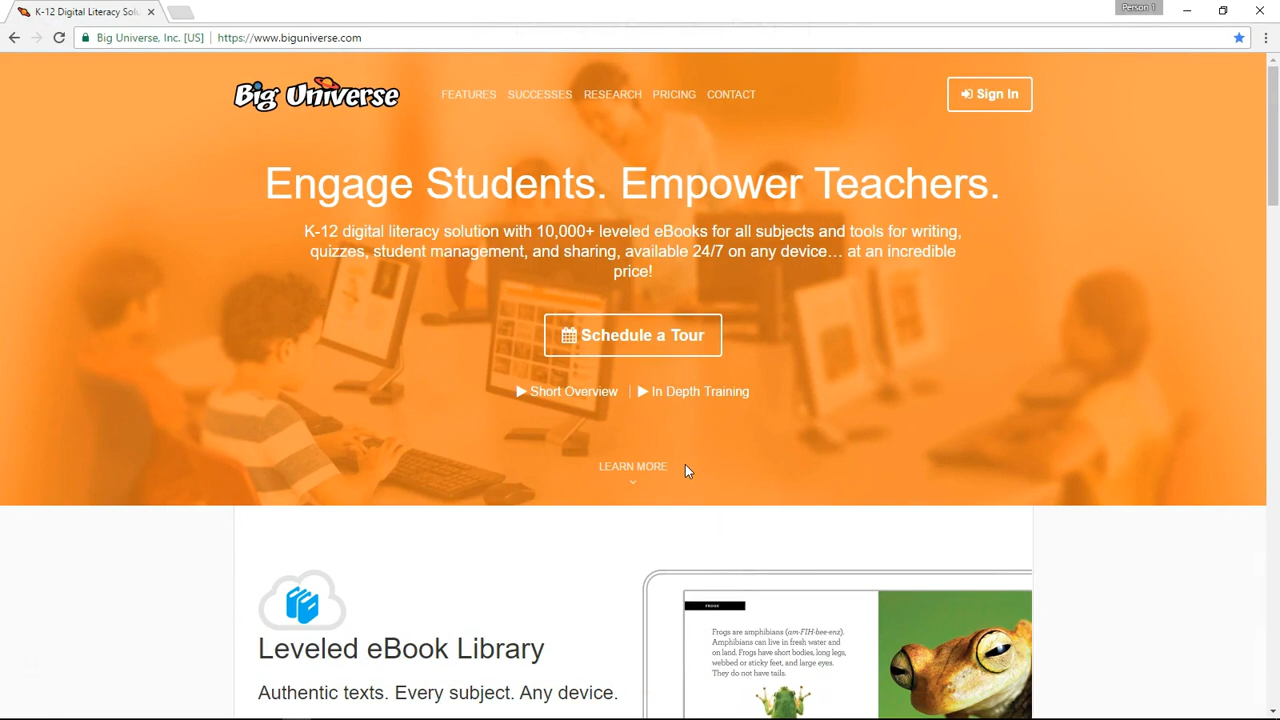 K-12 Digital Literacy Solu
Person 1
Big Universe, Inc. [US] https://www.biguniverse.com
Big Universe
FEATURES SUCCESSES RESEARCH PRICING CONTACT
Sign In
Engage Students. Empower Teachers.
K-12 digital literacy solution with 10,000+ leveled eBooks for all subjects and tools for writing,
quizzes, student management, and sharing, available 24/7 on any device... at an incredible
price!
Schedule a Tour
Short Overview | In Depth Training
LEARN MORE
Leveled eBook Library
Authentic texts. Every subject. Any device.
FROGS
Frogs are amphibians (am-FIH-bee-enz).
Amphibians can live in fresh water and
on land. Frogs have short bodies, long legs,
webbed or sticky feet, and large eyes.
They do not have tails.